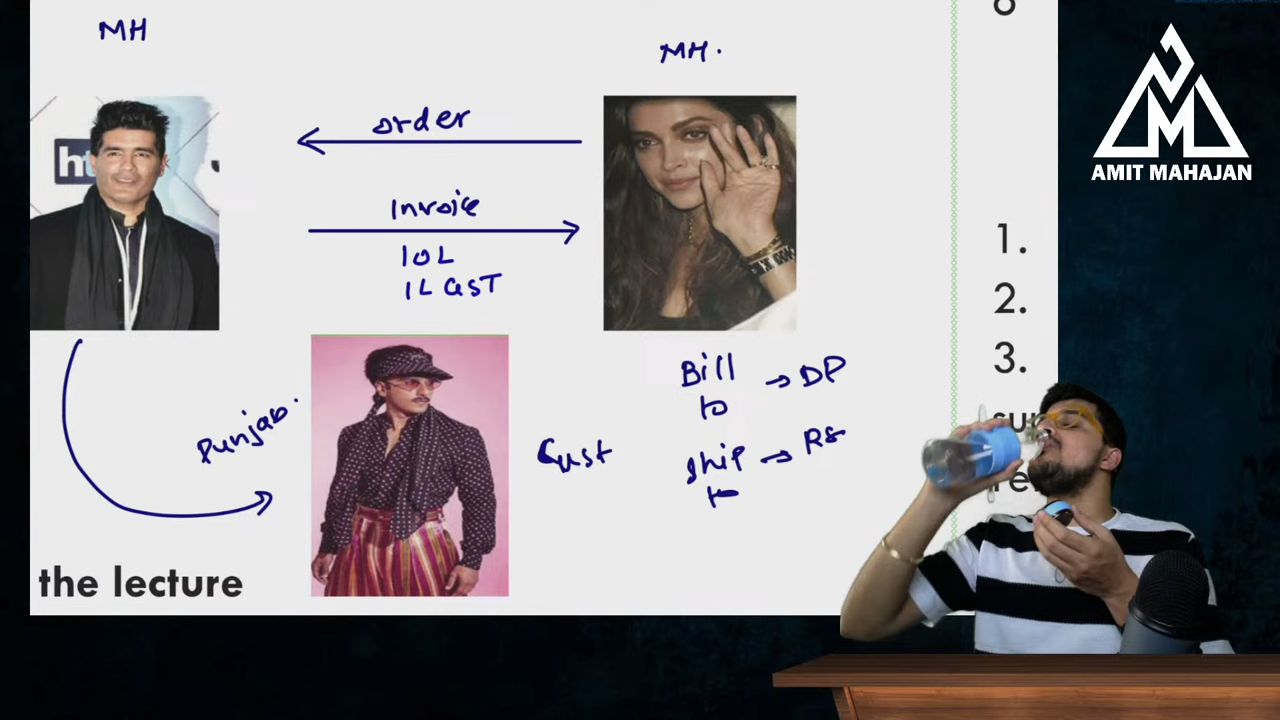 MH
MH.
order
Invoice
10L
1L GST
Punjab.
Cust
Bill
to
→ DP
ship
to
→ RS
the lecture
1.
2.
3.
AMIT MAHAJAN